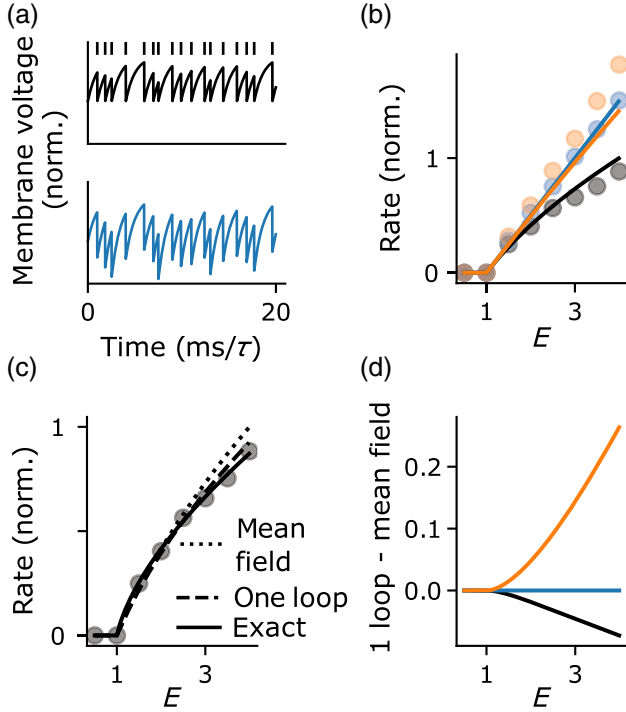 (a)
Membrane voltage
(norm.)
0
20
Time (ms/τ)
(b)
Rate (norm.)
1
0
1
3
E
(c)
Rate (norm.)
1
0
Mean
field
One loop
Exact
1
3
E
(d)
1 loop - mean field
0.2
0.1
0.0
1
3
E